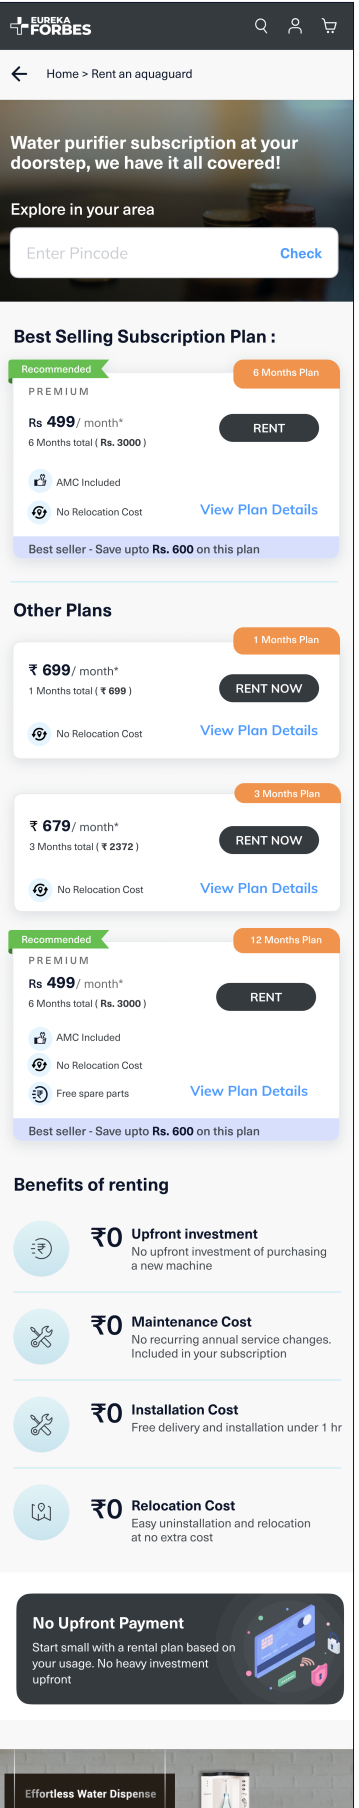 EUREKA
FORBES
Home > Rent an aquaguard
Water purifier subscription at your
doorstep, we have it all covered!
Explore in your area
Enter Pincode
Check
Best Selling Subscription Plan :
Recommended
6 Months Plan
PREMIUM
Rs 499/ month*
RENT
6 Months total ( Rs. 3000 )
AMC Included
No Relocation Cost
View Plan Details
Best seller - Save upto Rs. 600 on this plan
Other Plans
1 Months Plan
₹ 699/ month*
RENT NOW
1 Months total ( ₹ 699 )
No Relocation Cost
View Plan Details
3 Months Plan
₹ 679/ month*
RENT NOW
3 Months total ( ₹ 2372 )
No Relocation Cost
View Plan Details
Recommended
12 Months Plan
PREMIUM
Rs 499/ month*
RENT
6 Months total ( Rs. 3000 )
AMC Included
No Relocation Cost
Free spare parts
View Plan Details
Best seller - Save upto Rs. 600 on this plan
Benefits of renting
₹0 Upfront investment
No upfront investment of purchasing
a new machine
₹0 Maintenance Cost
No recurring annual service changes.
Included in your subscription
₹0 Installation Cost
Free delivery and installation under 1 hr
₹0 Relocation Cost
Easy uninstallation and relocation
at no extra cost
No Upfront Payment
Start small with a rental plan based on
your usage. No heavy investment
upfront
Effortless Water Dispense